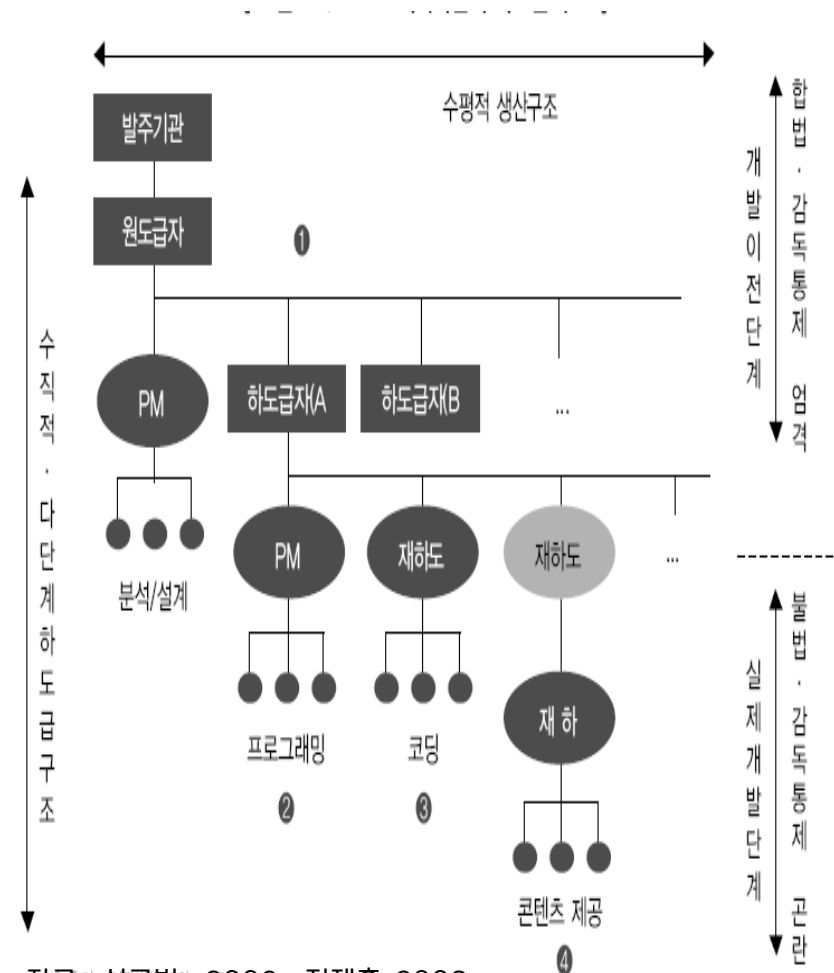 수평적 생산구조
발주기관
원도급자
❶
PM
하도급자(A
하도급자(B
...
분석/설계
PM
재하도
재하도
...
프로그래밍
코딩
재 하
❷
❸
콘텐츠 제공
❹
수직적 · 다단계하도급구조
개발이전단계
합법 · 감독통제 엄격
실제개발단계
불법 · 감독통제 곤란